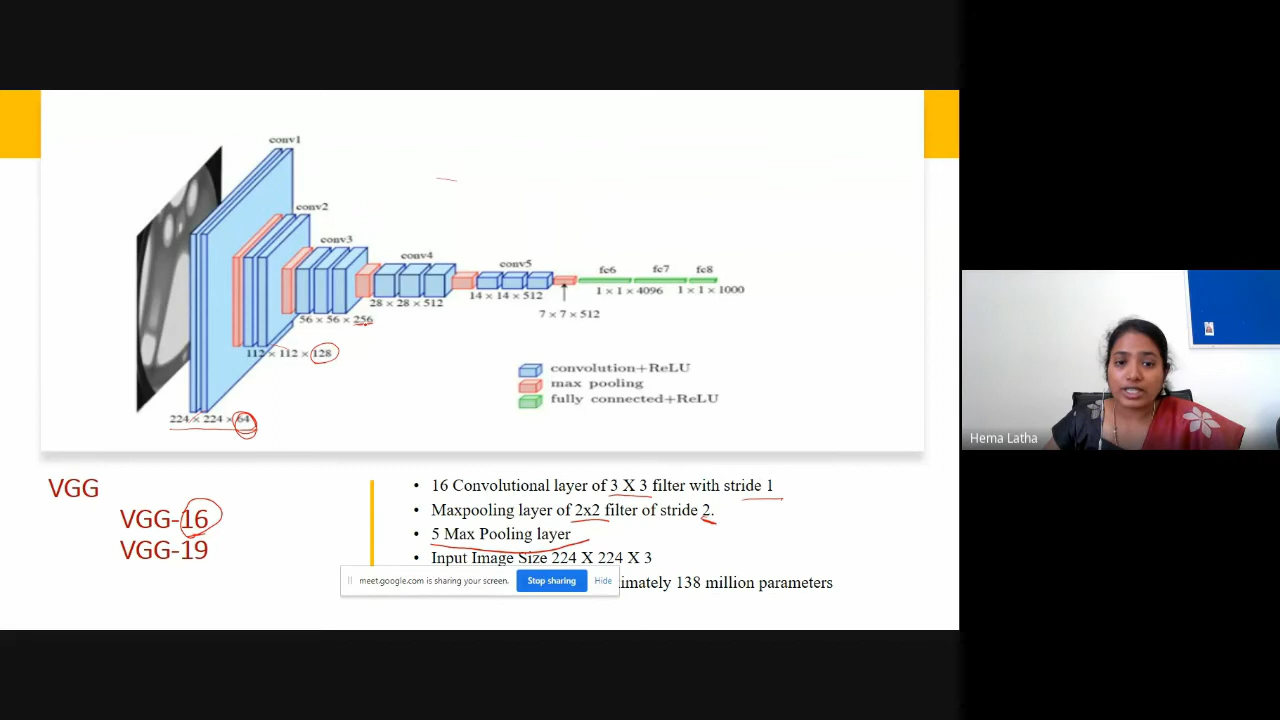 conv1
conv2
conv3
conv4
conv5
fc6 fc7 fc8
1 × 1 × 4096 1 × 1 × 1000
14 × 14 × 512
28 × 28 × 512
7 × 7 × 512
56 × 56 × 256
112 × 112 × 128
224 × 224 × 64
convolution+ReLU
max pooling
fully connected+ReLU
VGG
VGG-16
VGG-19
• 16 Convolutional layer of 3 X 3 filter with stride 1
• Maxpooling layer of 2x2 filter of stride 2.
• 5 Max Pooling layer
• Input Image Size 224 X 224 X 3
138 million parameters
meet.google.com is sharing your screen. Stop sharing Hide
Hema Latha